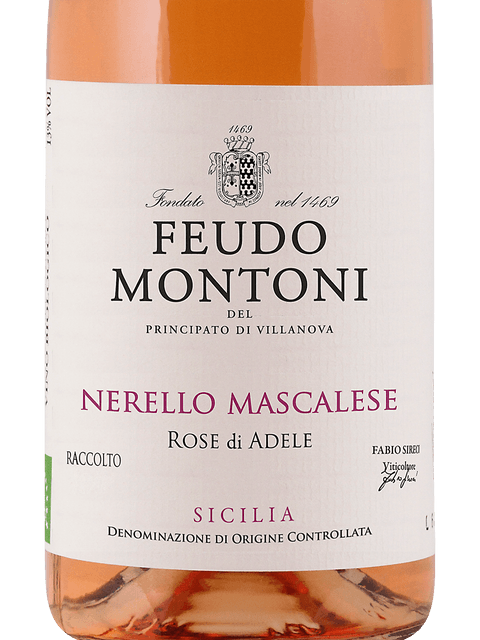 1469
Fondato nel 1469
FEUDO
MONTONI
DEL
PRINCIPATO DI VILLANOVA
NERELLO MASCALESE
ROSE di ADELE
RACCOLTO
FABIO SIRECI
Viticoltore
SICILIA
DENOMINAZIONE DI ORIGINE CONTROLLATA
13% VOL